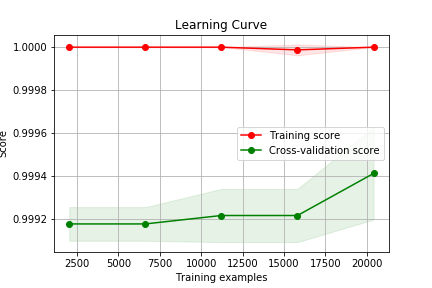 Learning Curve
1.0000
0.9998
0.9996
0.9994
0.9992
Score
Training score
Cross-validation score
2500 5000 7500 10000 12500 15000 17500 20000
Training examples